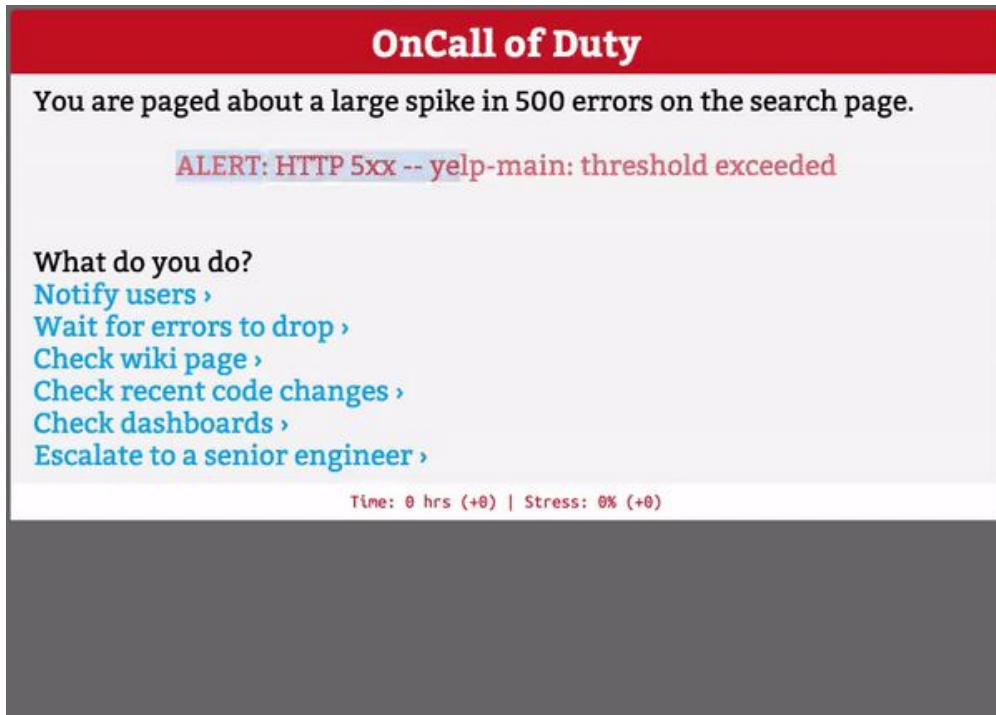 OnCall of Duty
You are paged about a large spike in 500 errors on the search page.
ALERT: HTTP 5xx -- yelp-main: threshold exceeded
What do you do?
Notify users ›
Wait for errors to drop ›
Check wiki page ›
Check recent code changes ›
Check dashboards ›
Escalate to a senior engineer ›
Time: 0 hrs (+0) | Stress: 0% (+0)